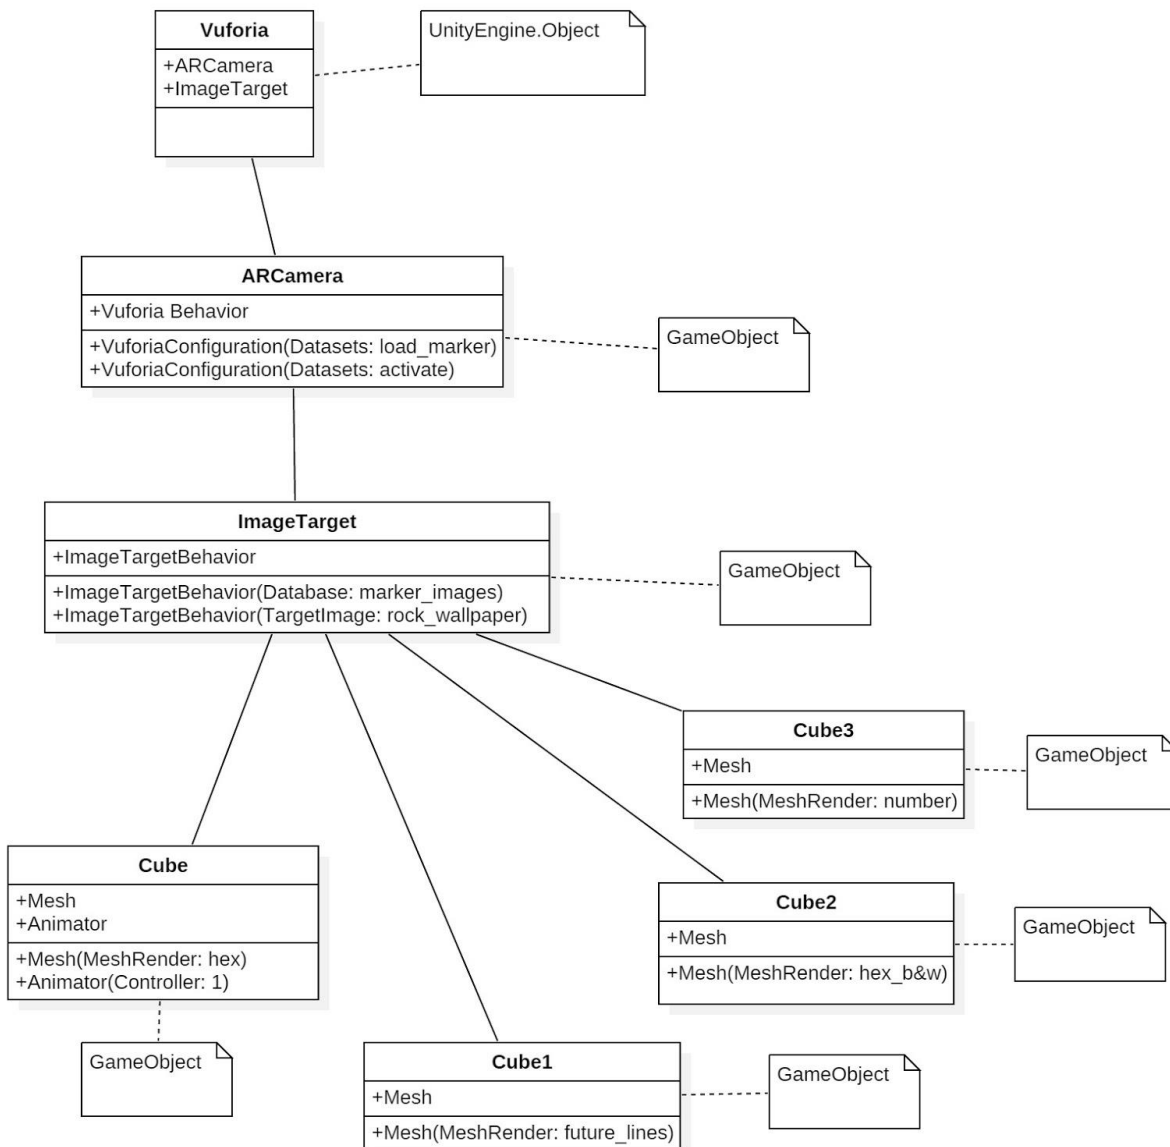 Vuforia
+ARCamera
+ImageTarget
UnityEngine.Object
ARCamera
+Vuforia Behavior
+VuforiaConfiguration(Datasets: load_marker)
+VuforiaConfiguration(Datasets: activate)
GameObject
ImageTarget
+ImageTargetBehavior
+ImageTargetBehavior(Database: marker_images)
+ImageTargetBehavior(TargetImage: rock_wallpaper)
GameObject
Cube3
+Mesh
+Mesh(MeshRender: number)
GameObject
Cube
+Mesh
+Animator
+Mesh(MeshRender: hex)
+Animator(Controller: 1)
GameObject
Cube2
+Mesh
+Mesh(MeshRender: hex_b&w)
GameObject
Cube1
+Mesh
+Mesh(MeshRender: future_lines)
GameObject